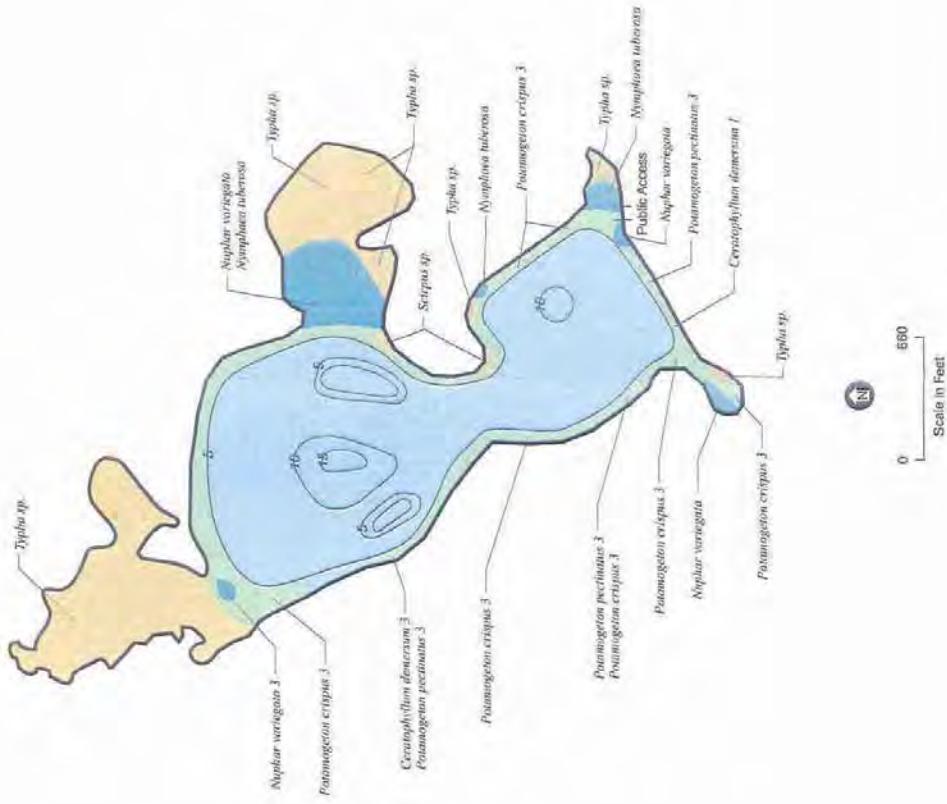 Typha sp.
Nuphar variegata 3
Potamogeton crispus 3
Ceratophyllum demersum 3
Potamogeton pectinatus 3
Potamogeton crispus 3
Potamogeton pectinatus 3
Potamogeton crispus 3
Potamogeton crispus 3
Nuphar variegata
Potamogeton crispus 3
Typha sp.
Ceratophyllum demersum 1
Potamogeton pectinatus 3
Nuphar variegata
Public Access
Nymphaea tuberosa
Typha sp.
Potamogeton crispus 3
Nymphaea tuberosa
Typha sp.
Scirpus sp.
Typha sp.
Typha sp.
Nuphar variegata
Nymphaea tuberosa
5
10
15
5
5
10
N
0
660
Scale in Feet